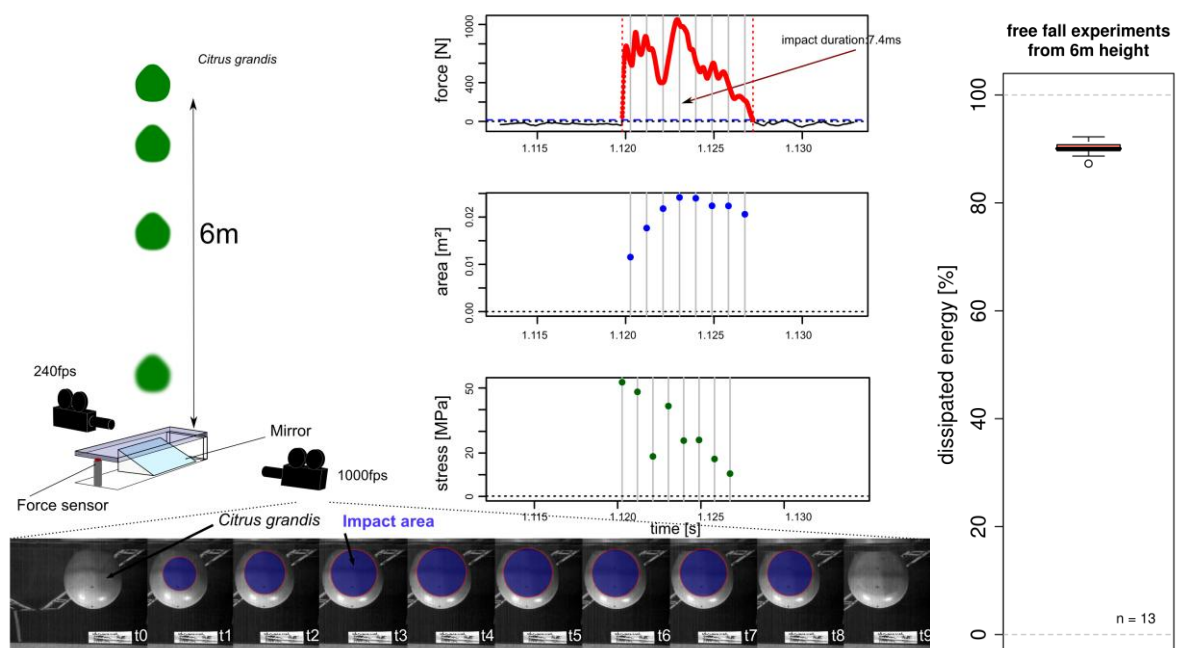 Citrus grandis
6m
240fps
Mirror
1000fps
Force sensor
Citrus grandis
Impact area
t0
t1
t2
t3
t4
t5
t6
t7
t8
t9
force [N]
1000
400
0
impact duration:7.4ms
1.115
1.120
1.125
1.130
area [m²]
0.02
0.01
0.00
1.115
1.120
1.125
1.130
stress [MPa]
50
20
0
1.115
1.120
1.125
1.130
time [s]
free fall experiments
from 6m height
dissipated energy [%]
100
80
60
40
20
0
n = 13